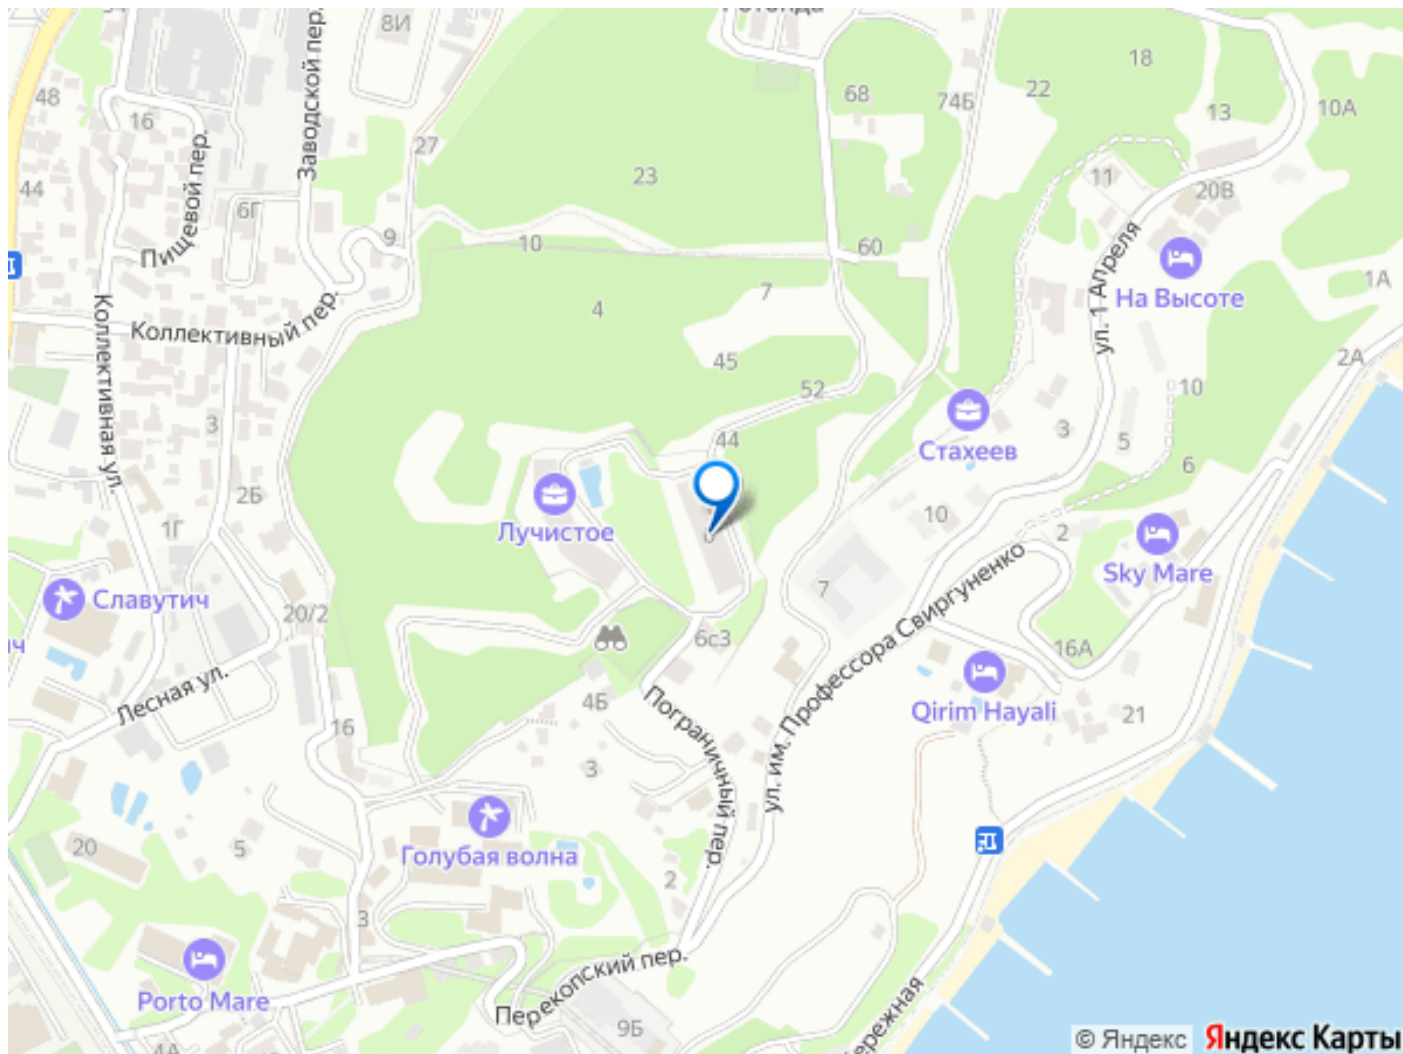 8И
Заводской пер.
48
16
Пищевой пер.
44
6Г
9
27
23
68
74Б
22
18
13
10А
11
20В
10
60
ул. 1 Апреля
На Высоте
1А
Коллективный пер.
Коллективная ул.
7
4
45
52
2А
10
3
44
Стахеев
3
5
6
2Б
1Г
Лучистое
10
2
Sky Mare
Славутич
ич
20/2
7
ул. им. Профессора Свиргуненко
6с3
16А
Лесная ул.
4Б
Пограничный пер.
Qirim Hayali
21
16
3
20
5
Голубая волна
2
3
Porto Mare
Перекопский пер.
9Б
4А
© Яндекс
Яндекс Карты